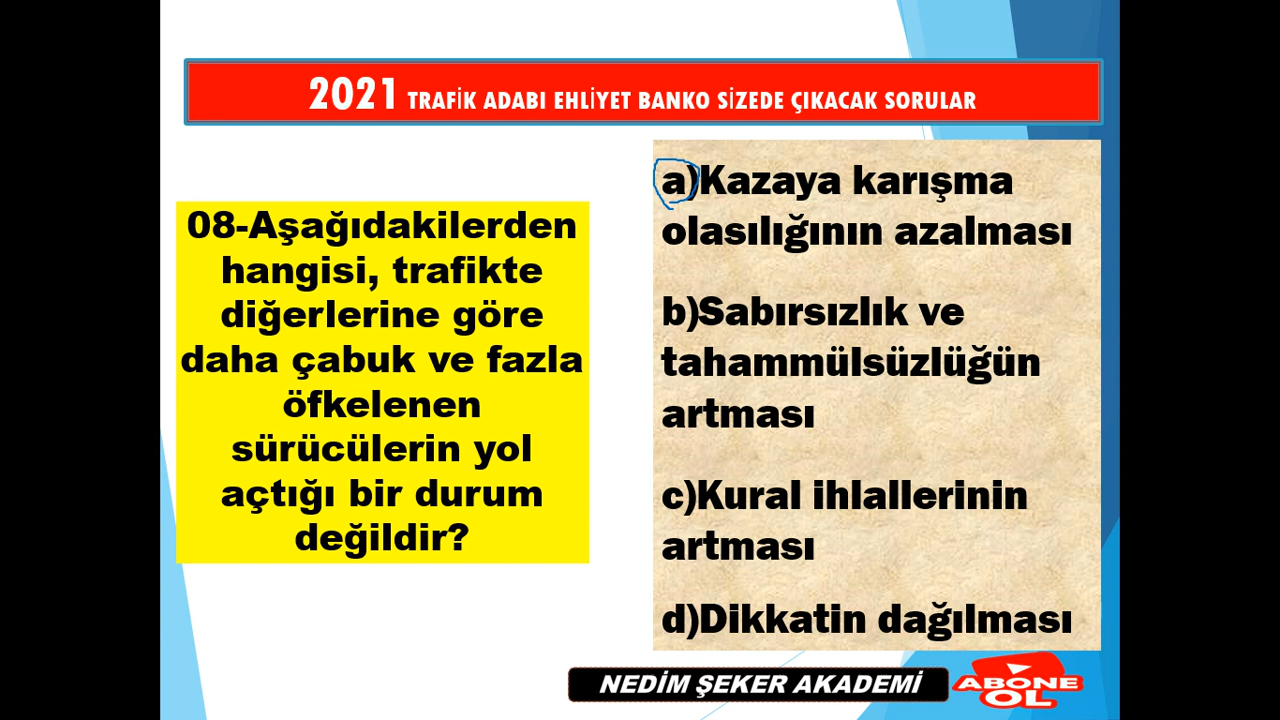 2021 TRAFİK ADABI EHLİYET BANKO SİZEDE ÇIKACAK SORULAR
08-Aşağıdakilerden
hangisi, trafikte
diğerlerine göre
daha çabuk ve fazla
öfkelenen
sürücülerin yol
açtığı bir durum
değildir?
a)Kazaya karışma
olasılığının azalması
b)Sabırsızlık ve
tahammülsüzlüğün
artması
c)Kural ihlallerinin
artması
d)Dikkatin dağılması
NEDİM ŞEKER AKADEMİ
ABONE
OL